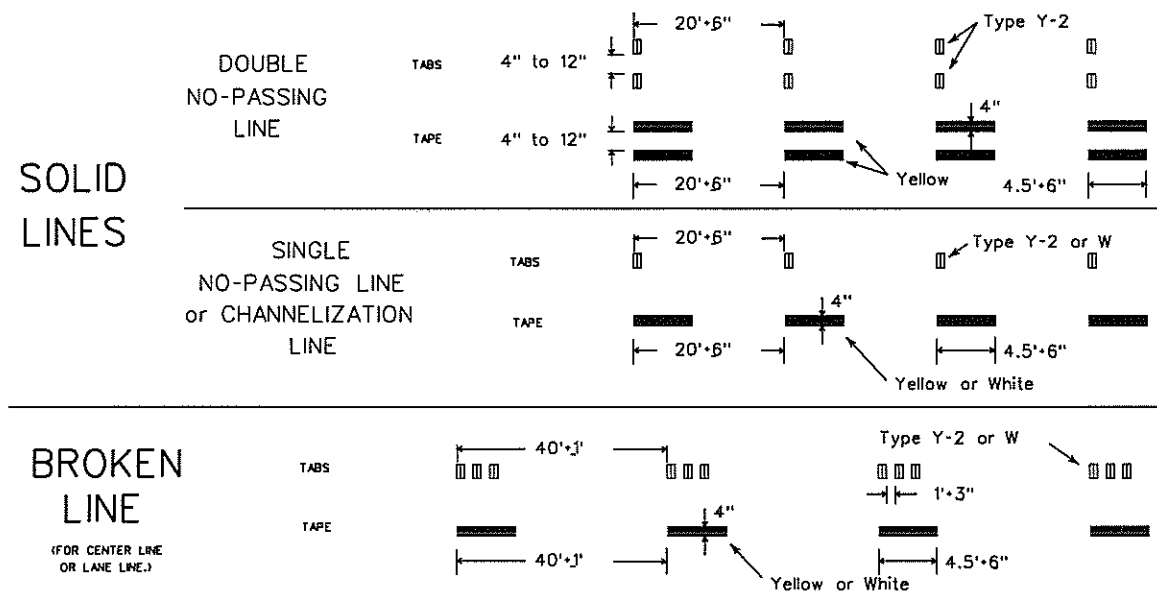 SOLID
LINES
DOUBLE
NO-PASSING
LINE
TABS
4" to 12"
20'+6"
Type Y-2
TAPE
4" to 12"
4"
20'+6"
Yellow
4.5'+6"
SINGLE
NO-PASSING LINE
or CHANNELIZATION
LINE
TABS
20'+6"
Type Y-2 or W
TAPE
4"
20'+6"
Yellow or White
4.5'+6"
BROKEN
LINE
(FOR CENTER LINE
OR LANE LINE.)
TABS
40'+1'
Type Y-2 or W
1'+3"
TAPE
4"
40'+1'
Yellow or White
4.5'+6"